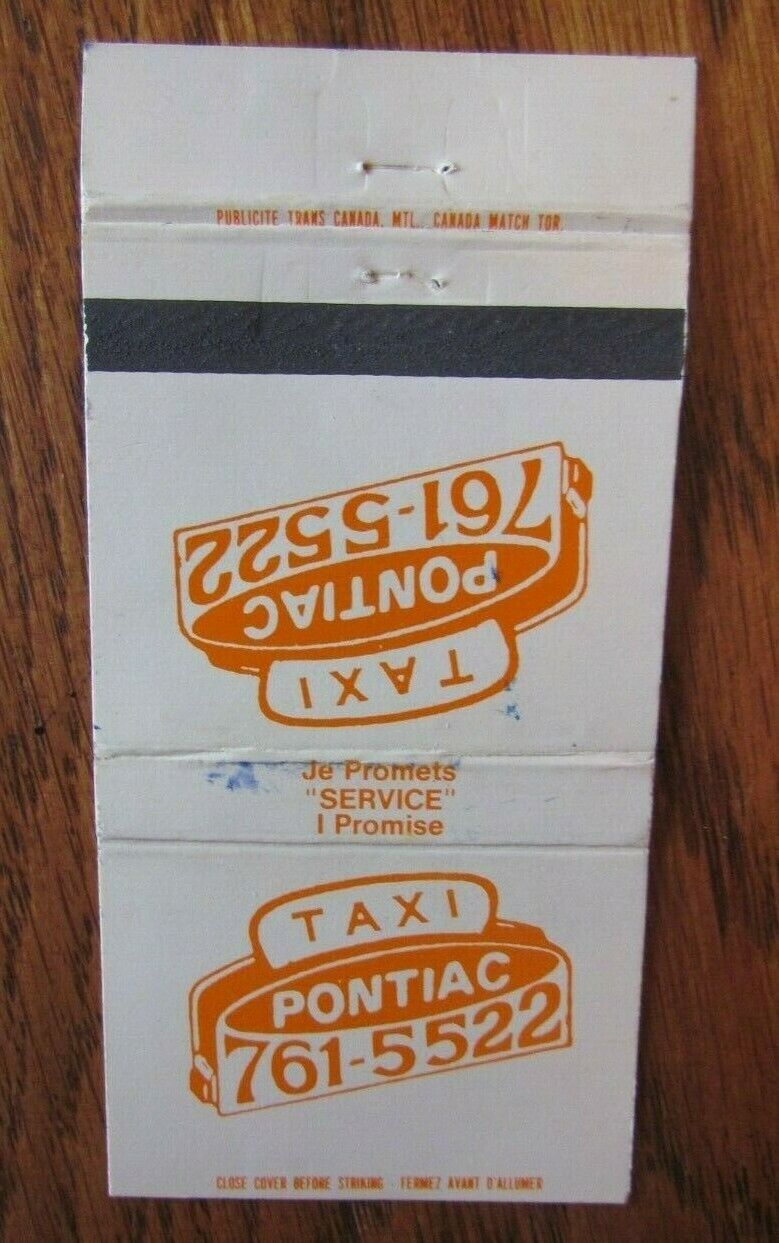 PUBLICITE TRANS CANADA, MTL., CANADA MATCH TOR.
TAXI
PONTIAC
761-5522
Je Promets
"SERVICE"
I Promise
TAXI
PONTIAC
761-5522
CLOSE COVER BEFORE STRIKING - FERMEZ AVANT D'ALLUMER